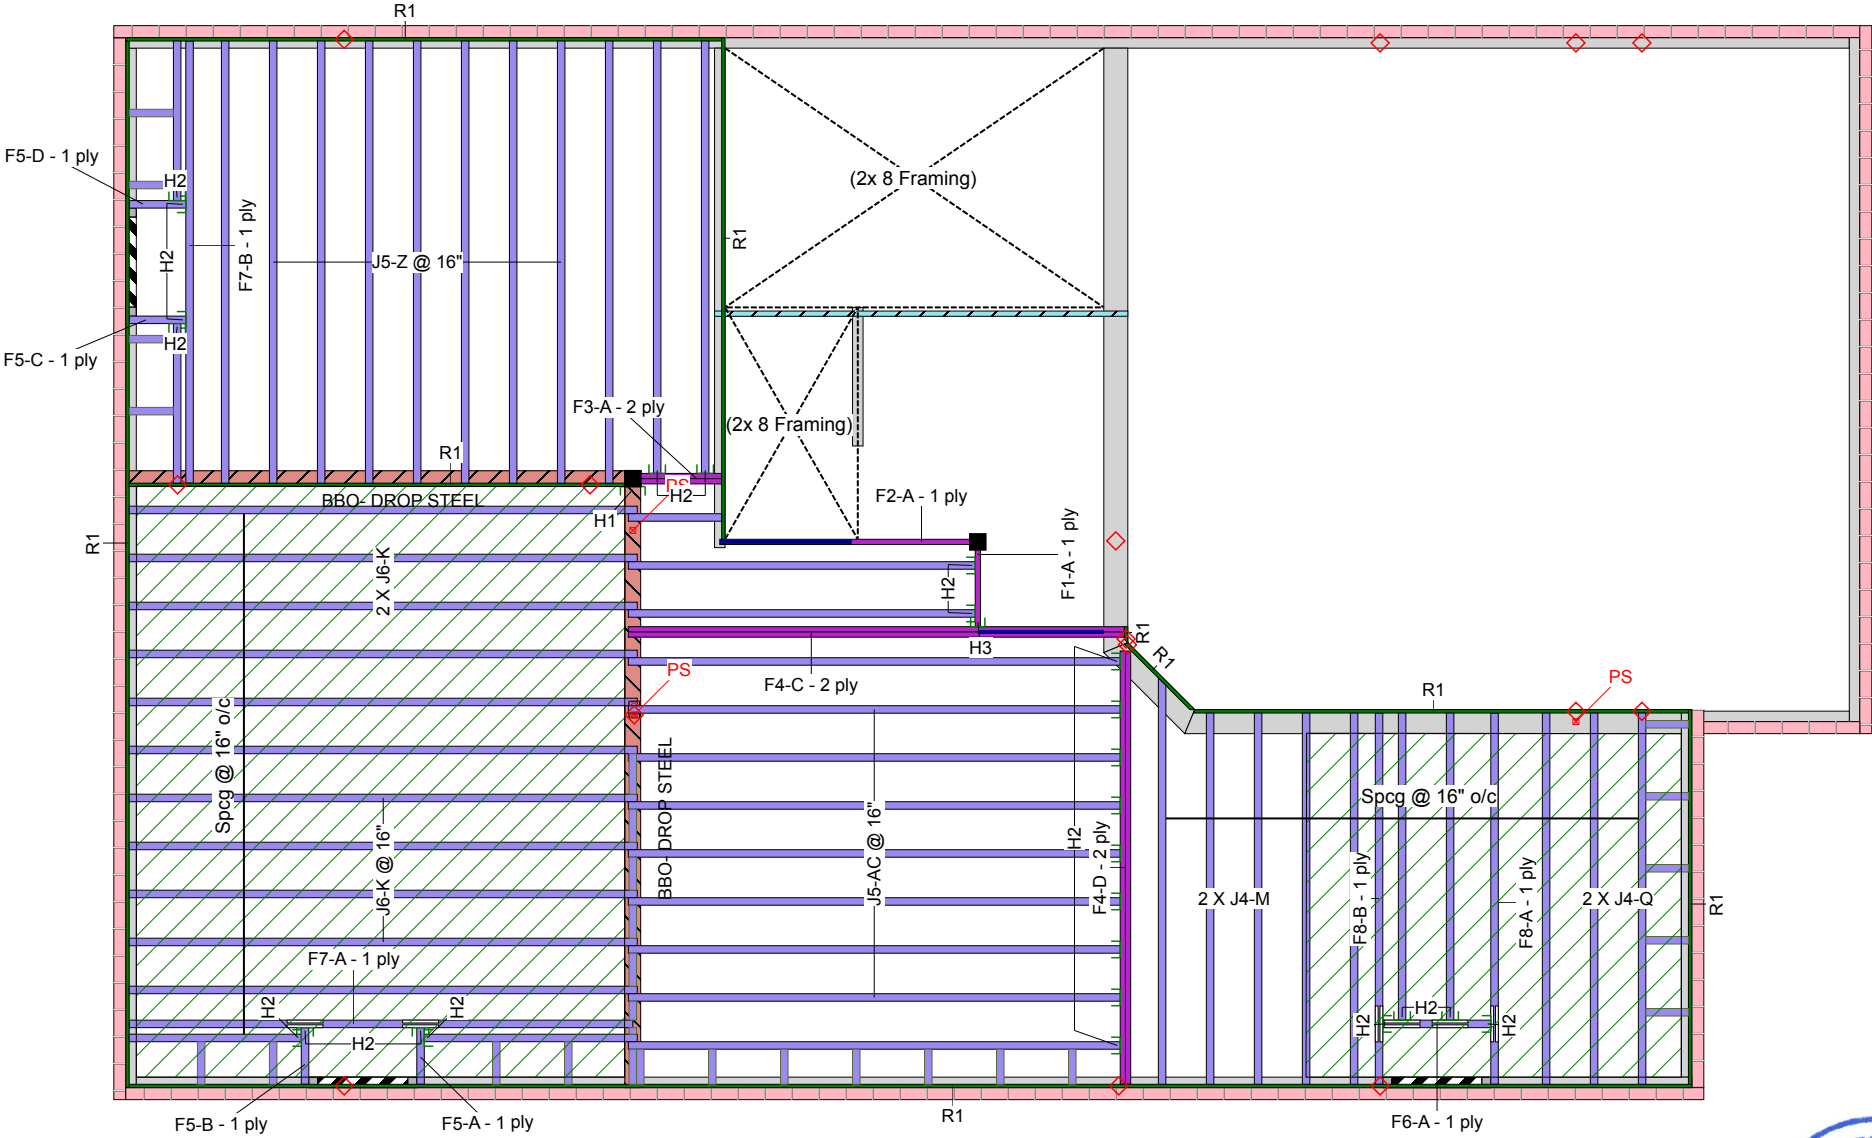 R1
F5-D - 1 ply
H2
H2
F7-B - 1 ply
J5-Z @ 16"
R1
(2x 8 Framing)
F5-C - 1 ply
H2
F3-A - 2 ply
(2x 8 Framing)
R1
BBO- DROP STEEL
PS
H2
H1
F2-A - 1 ply
F1-A - 1 ply
R1
2 X J6-K
H2
H3
R1
R1
PS
F4-C - 2 ply
R1
PS
Spcg @ 16" o/c
BBO- DROP STEEL
J6-K @ 16"
J5-AC @ 16"
H2
F4-D - 2 ply
Spcg @ 16" o/c
2 X J4-M
F8-B - 1 ply
F8-A - 1 ply
2 X J4-Q
R1
F7-A - 1 ply
H2
H2
H2
H2
H2
H2
F5-B - 1 ply
F5-A - 1 ply
R1
F6-A - 1 ply